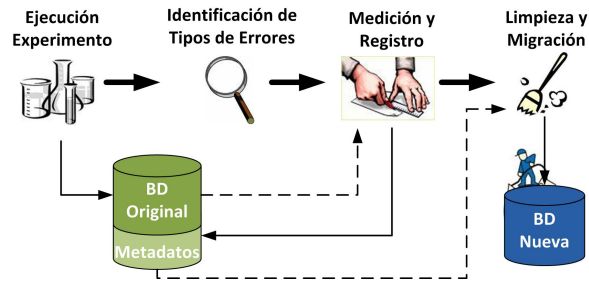 Ejecución
Experimento
Identificación de
Tipos de Errores
Medición y
Registro
Limpieza y
Migración
BD
Original
Metadatos
BD
Nueva